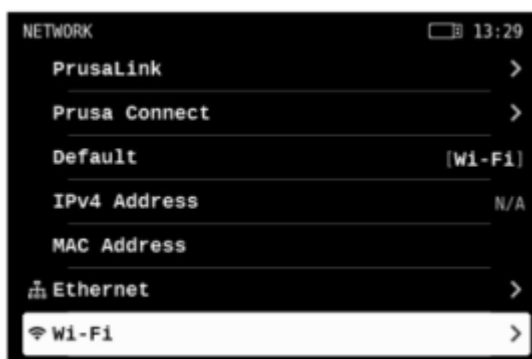 NETWORK 13:29
PrusaLink
Prusa Connect
Default [Wi-Fi]
IPv4 Address N/A
MAC Address
Ethernet
Wi-Fi